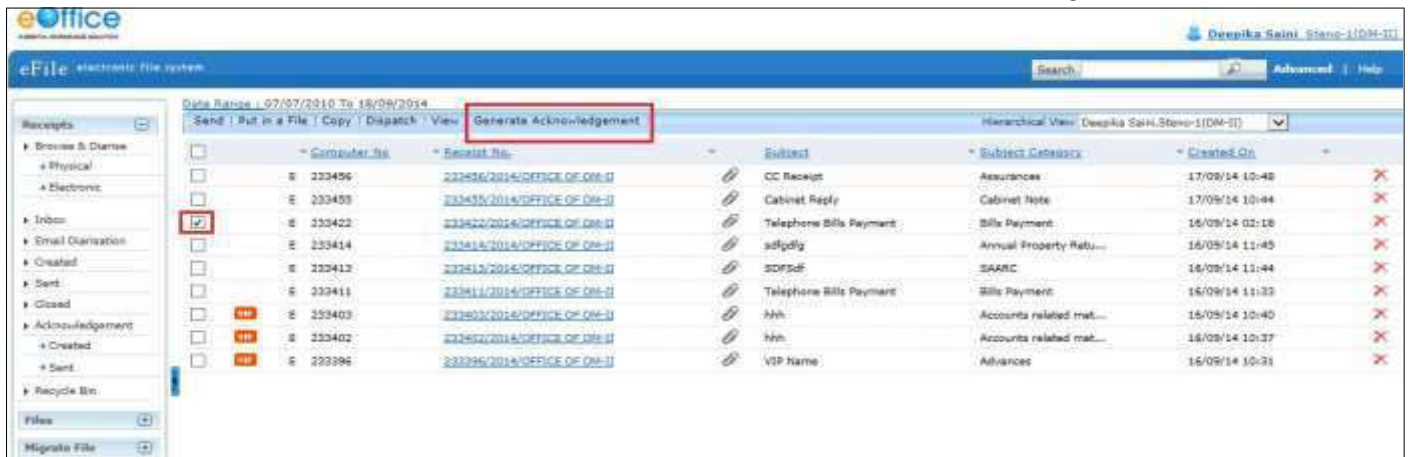 eOffice
Deepika Saini Steno-1(DM-II)
eFile electronic file system
Search
Advanced | Help
Date Range : 07/07/2010 To 18/09/2014
Send | Put in a File | Copy | Dispatch | View | Generate Acknowledgement
Hierarchical View Deepika Saini.Steno-1(DM-II)
Receipts
Browse & Diarise
Physical
Electronic
Inbox
Email Diarisation
Created
Sent
Closed
Acknowledgement
Created
Sent
Recycle Bin
Files
Migrate File
Computer No Receipt No. Subject Subject Category Created On
E 233456 233456/2014/OFFICE OF DM-II CC Receipt Assurances 17/09/14 10:48
E 233455 233455/2014/OFFICE OF DM-II Cabinet Reply Cabinet Note 17/09/14 10:44
E 233422 233422/2014/OFFICE OF DM-II Telephone Bills Payment Bills Payment 16/09/14 02:18
E 233414 233414/2014/OFFICE OF DM-II sdfgdfg Annual Property Retu... 16/09/14 11:45
E 233413 233413/2014/OFFICE OF DM-II SDFSdf SAARC 16/09/14 11:44
E 233411 233411/2014/OFFICE OF DM-II Telephone Bills Payment Bills Payment 16/09/14 11:33
VIP E 233403 233403/2014/OFFICE OF DM-II hhh Accounts related mat... 16/09/14 10:40
VIP E 233402 233402/2014/OFFICE OF DM-II hhh Accounts related mat... 16/09/14 10:37
VIP E 233396 233396/2014/OFFICE OF DM-II VIP Name Advances 16/09/14 10:31